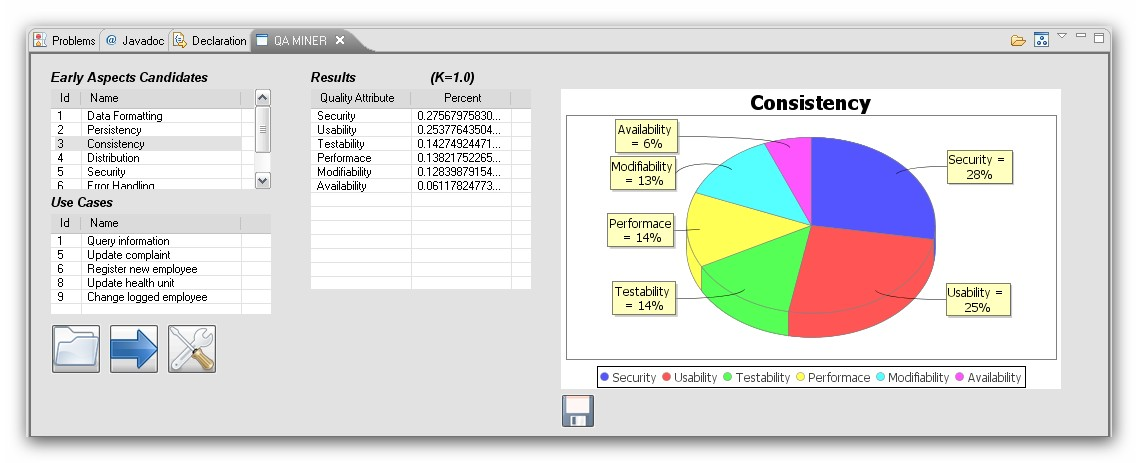 Problems @ Javadoc Declaration QA MINER
Early Aspects Candidates
Id Name
1 Data Formatting
2 Persistency
3 Consistency
4 Distribution
5 Security
6 Error Handling
Use Cases
Id Name
1 Query information
5 Update complaint
6 Register new employee
8 Update health unit
9 Change logged employee
Results (K=1.0)
Quality Attribute Percent
Security 0.27567975830...
Usability 0.25377643504...
Testability 0.14274924471...
Performace 0.13821752265...
Modifiability 0.12839879154...
Availability 0.06117824773...
Consistency
Availability
= 6%
Modifiability
= 13%
Performace
= 14%
Testability
= 14%
Security =
28%
Usability =
25%
Security Usability Testability Performace Modifiability Availability